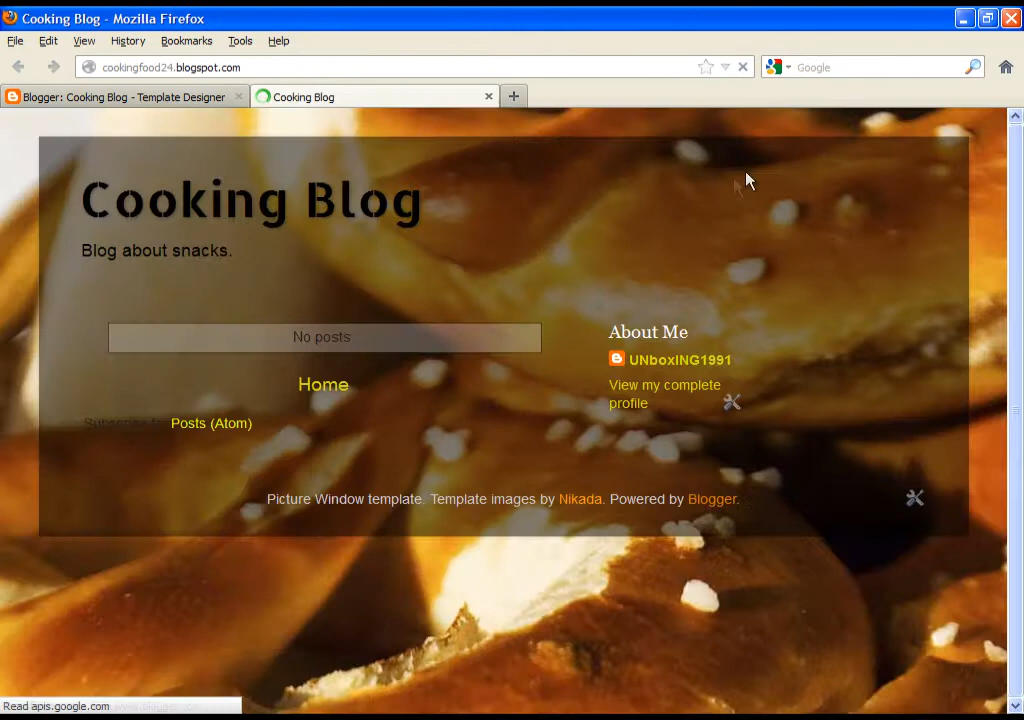 Cooking Blog - Mozilla Firefox
File Edit View History Bookmarks Tools Help
cookingfood24.blogspot.com
Google
Blogger: Cooking Blog - Template Designer
Cooking Blog
Cooking Blog
Blog about snacks.
No posts
Home
Posts (Atom)
About Me
UNboxING1991
View my complete
profile
Picture Window template. Template images by Nikada. Powered by Blogger.
Read apis.google.com